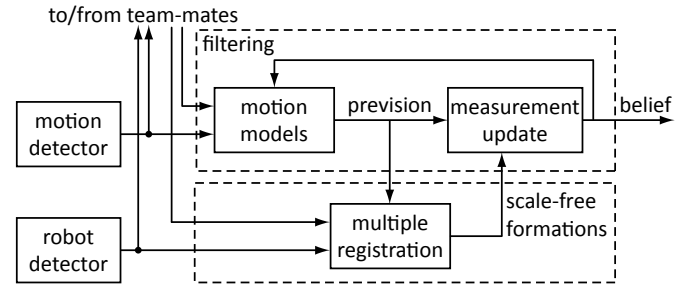 to/from team-mates
filtering
motion
detector
motion
models
prevision
measurement
update
belief
robot
detector
multiple
registration
scale-free
formations